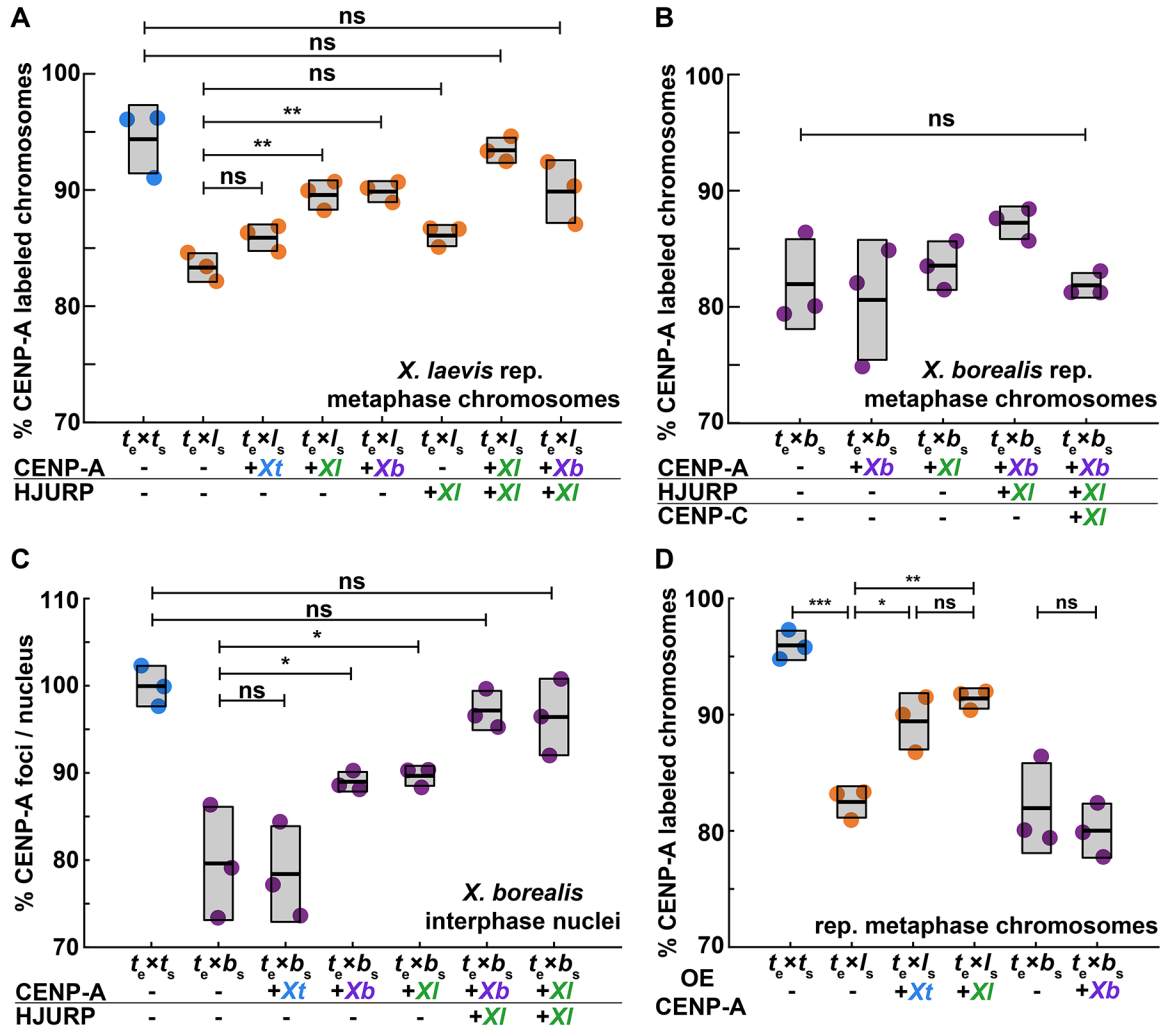 A
ns
ns
ns
**
**
ns
% CENP-A labeled chromosomes
100
90
80
70
X. laevis rep.
metaphase chromosomes
te×ts te×ls te×ls te×ls te×ls te×ls te×ls te×ls
CENP-A - - +Xt +Xl +Xb - +Xl +Xb
HJURP - - - - - +Xl +Xl +Xl
B
ns
% CENP-A labeled chromosomes
100
90
80
70
X. borealis rep.
metaphase chromosomes
te×bs te×bs te×bs te×bs te×bs
CENP-A - +Xb +Xl +Xb +Xb
HJURP - - - +Xl +Xl
CENP-C - - - - +Xl
C
ns
ns
*
*
ns
% CENP-A foci / nucleus
110
100
90
80
70
X. borealis
interphase nuclei
te×ts te×bs te×bs te×bs te×bs te×bs te×bs
CENP-A - - +Xt +Xb +Xl +Xb +Xl
HJURP - - - - - +Xl +Xl
D
**
*** * ns ns
% CENP-A labeled chromosomes
100
90
80
70
rep. metaphase chromosomes
te×ts te×ls te×ls te×ls te×bs te×bs
OE
CENP-A - - +Xt +Xl - +Xb